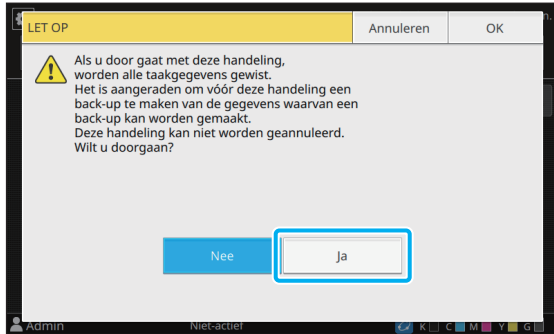 LET OP
Annuleren
OK
n.
Als u door gaat met deze handeling,
worden alle taakgegevens gewist.
Het is aangeraden om vóór deze handeling een
back-up te maken van de gegevens waarvan een
back-up kan worden gemaakt.
Deze handeling kan niet worden geannuleerd.
Wilt u doorgaan?
Nee
Ja
Admin
Niet-actief
K C M Y G